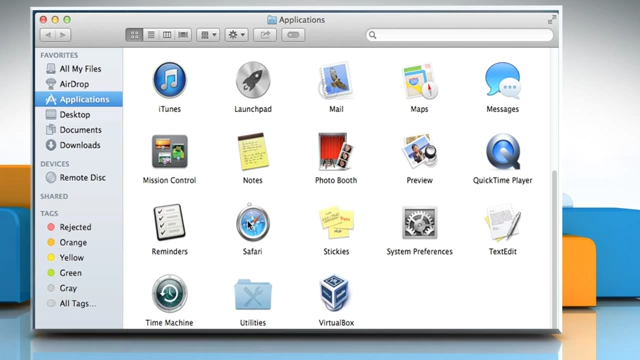 Applications
FAVORITES
All My Files
AirDrop
Applications
Desktop
Documents
Downloads
DEVICES
Remote Disc
SHARED
TAGS
Rejected
Orange
Yellow
Green
Gray
All Tags...
iTunes
Launchpad
Mail
Maps
Messages
Mission Control
Notes
Photo Booth
Preview
QuickTime Player
Reminders
Safari
Stickies
System Preferences
TextEdit
Time Machine
Utilities
VirtualBox